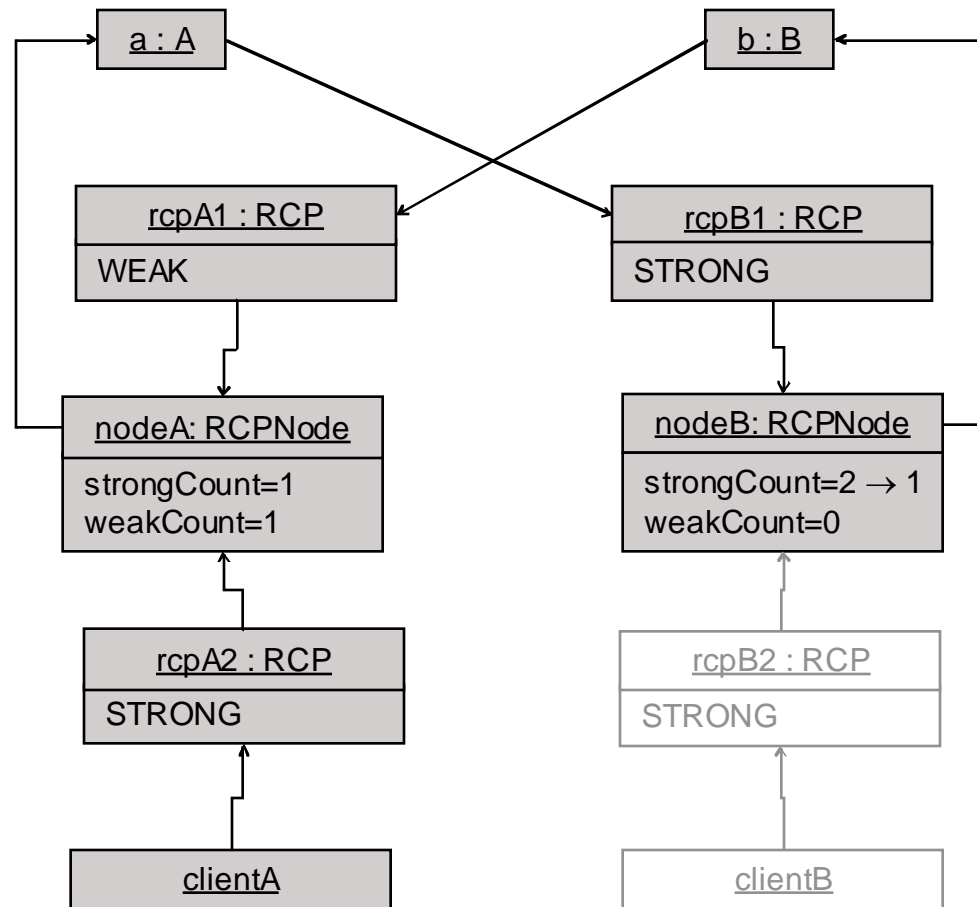 a : A
b : B
rcpA1 : RCP
WEAK
rcpB1 : RCP
STRONG
nodeA: RCPNode
strongCount=1
weakCount=1
nodeB: RCPNode
strongCount=2 → 1
weakCount=0
rcpA2 : RCP
STRONG
rcpB2 : RCP
STRONG
clientA
clientB